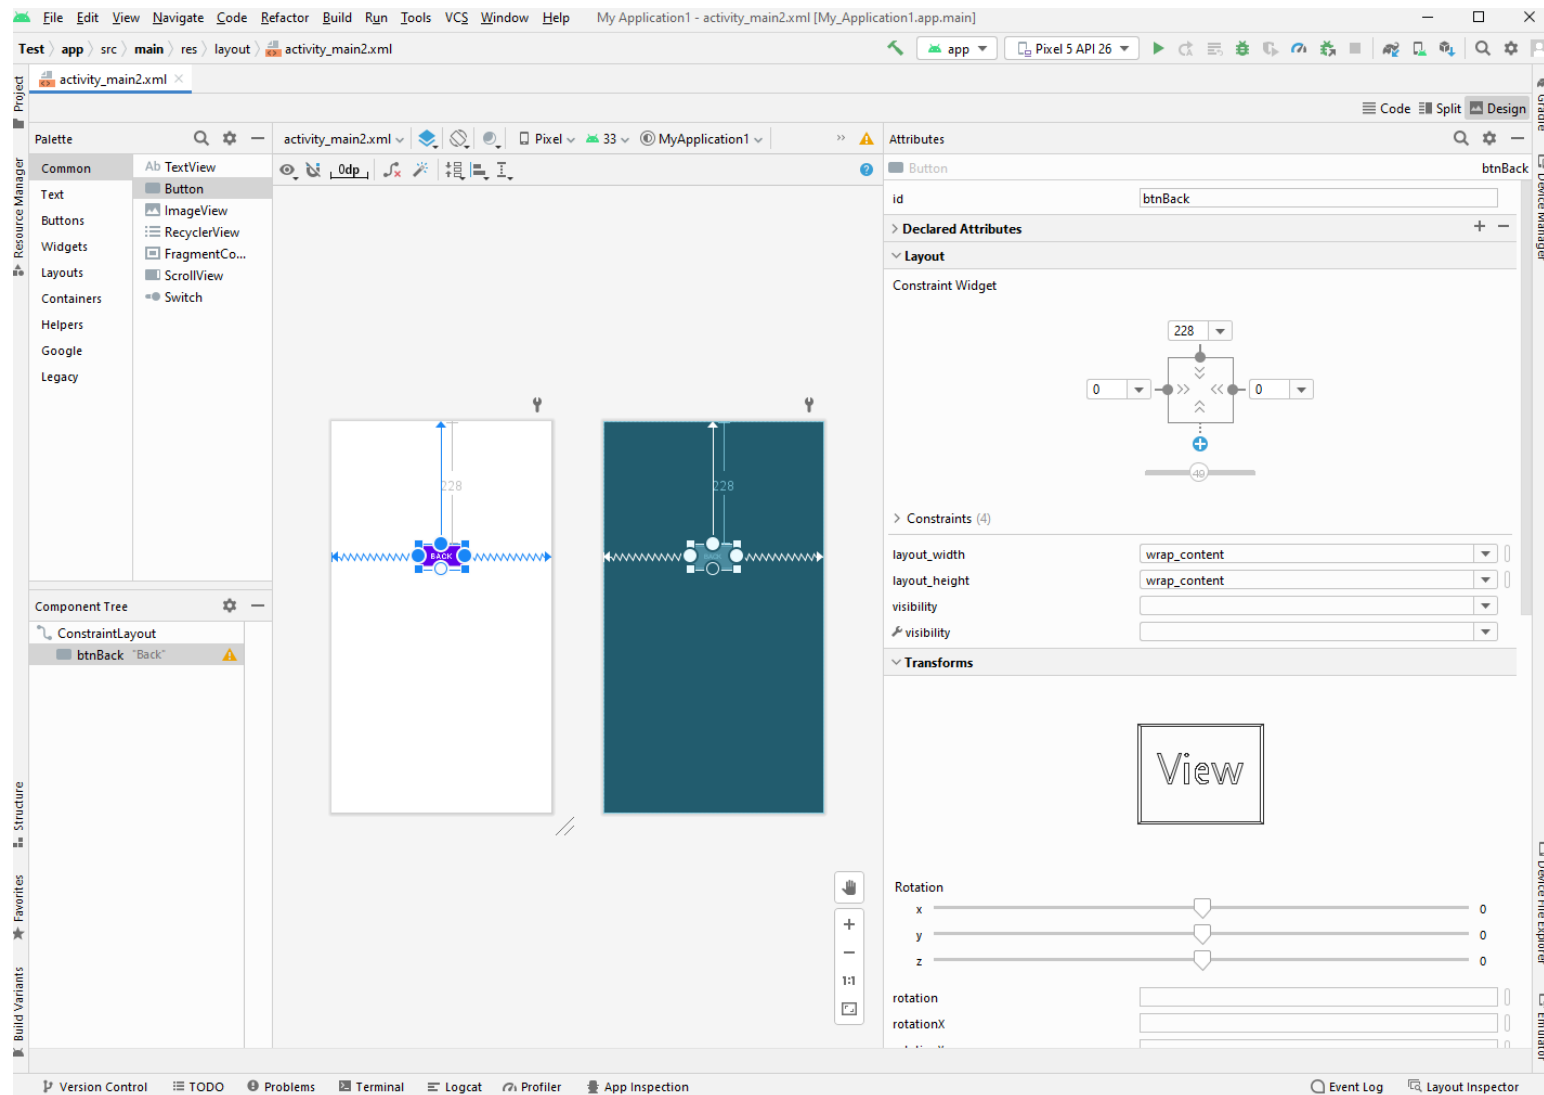 File Edit View Navigate Code Refactor Build Run Tools VCS Window Help My Application1 - activity_main2.xml [My_Application1.app.main]
Test app src main res layout activity_main2.xml app Pixel 5 API 26
activity_main2.xml
Code Split Design
Palette
Common
Text
Buttons
Widgets
Layouts
Containers
Helpers
Google
Legacy
Ab TextView
Button
ImageView
RecyclerView
FragmentCo...
ScrollView
Switch
Component Tree
ConstraintLayout
btnBack "Back"
activity_main2.xml Pixel 33 MyApplication1
0dp
228
BACK
228
BACK
1:1
Attributes
Button btnBack
id btnBack
Declared Attributes
Layout
Constraint Widget
228
0 0
49
Constraints (4)
layout_width wrap_content
layout_height wrap_content
visibility
visibility
Transforms
View
Rotation
x 0
y 0
z 0
rotation
rotationX
Project
Resource Manager
Structure
Favorites
Build Variants
Gradle
Device Manager
Device File Explorer
Emulator
Version Control TODO Problems Terminal Logcat Profiler App Inspection Event Log Layout Inspector